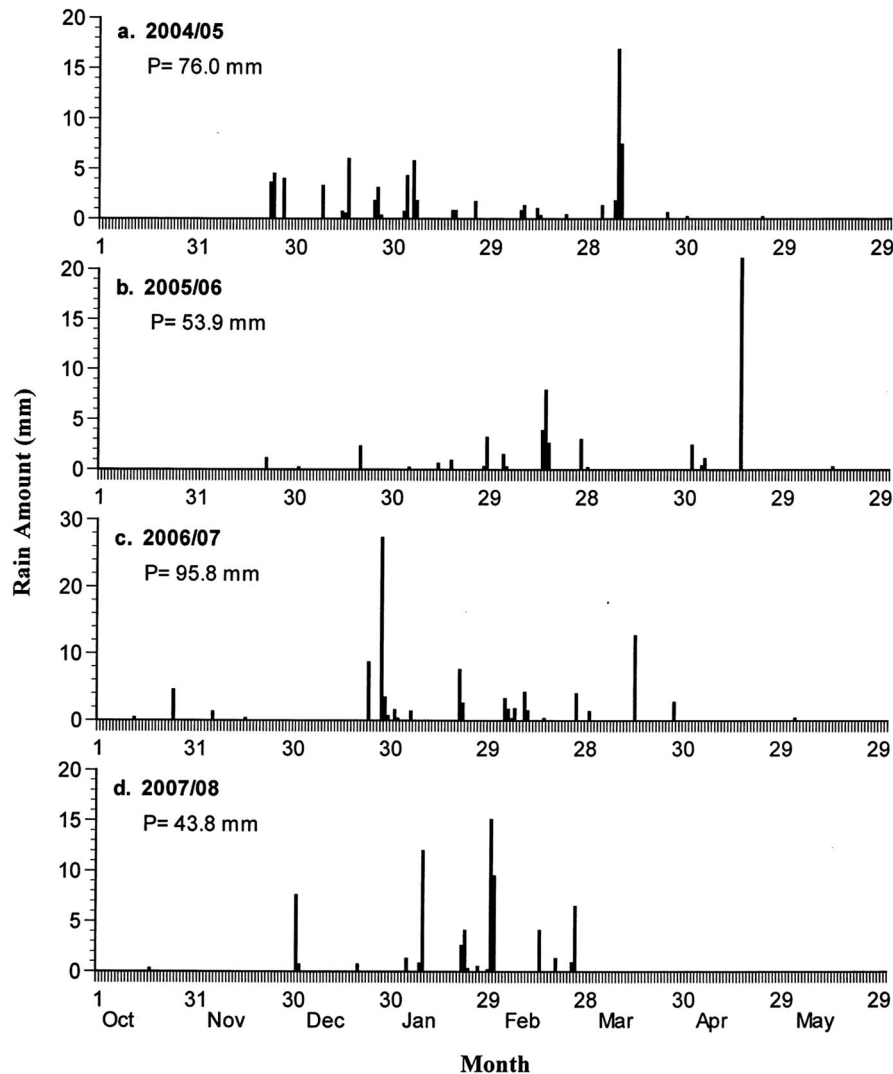 20
a. 2004/05
P= 76.0 mm
15
10
5
0
1 31 30 30 29 28 30 29 29
20
b. 2005/06
P= 53.9 mm
15
10
5
0
1 31 30 30 29 28 30 29 29
Rain Amount (mm)
30
c. 2006/07
P= 95.8 mm
20
10
0
1 31 30 30 29 28 30 29 29
20
d. 2007/08
P= 43.8 mm
15
10
5
0
1 31 30 30 29 28 30 29 29
Oct Nov Dec Jan Feb Mar Apr May
Month